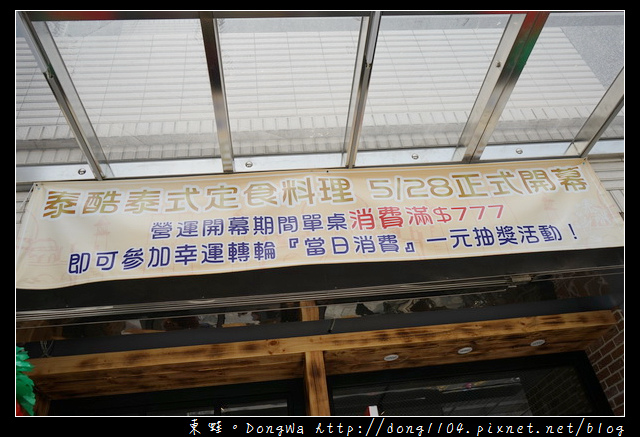 泰酷泰式定食料理 5/28正式開幕
營運開幕期間單桌消費滿$777
即可參加幸運轉輪『當日消費』一元抽獎活動！
東蛙。DongWa Http://dong1104.pixnet.net/blog